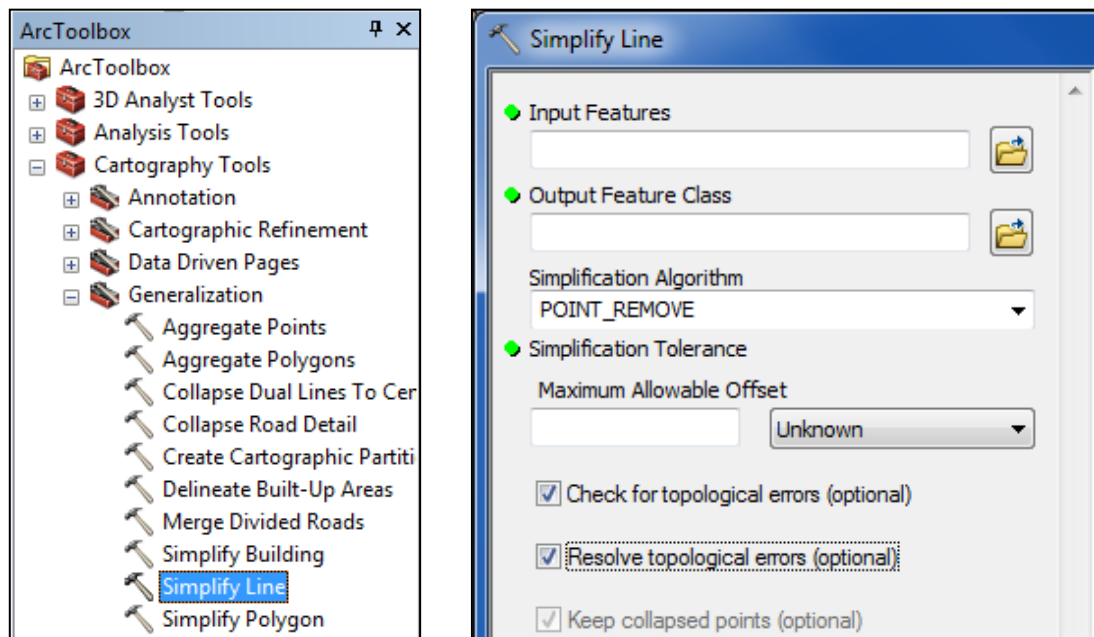 ArcToolbox
ArcToolbox
3D Analyst Tools
Analysis Tools
Cartography Tools
Annotation
Cartographic Refinement
Data Driven Pages
Generalization
Aggregate Points
Aggregate Polygons
Collapse Dual Lines To Cer
Collapse Road Detail
Create Cartographic Partiti
Delineate Built-Up Areas
Merge Divided Roads
Simplify Building
Simplify Line
Simplify Polygon
Simplify Line
Input Features
Output Feature Class
Simplification Algorithm
POINT_REMOVE
Simplification Tolerance
Maximum Allowable Offset
Unknown
Check for topological errors (optional)
Resolve topological errors (optional)
Keep collapsed points (optional)